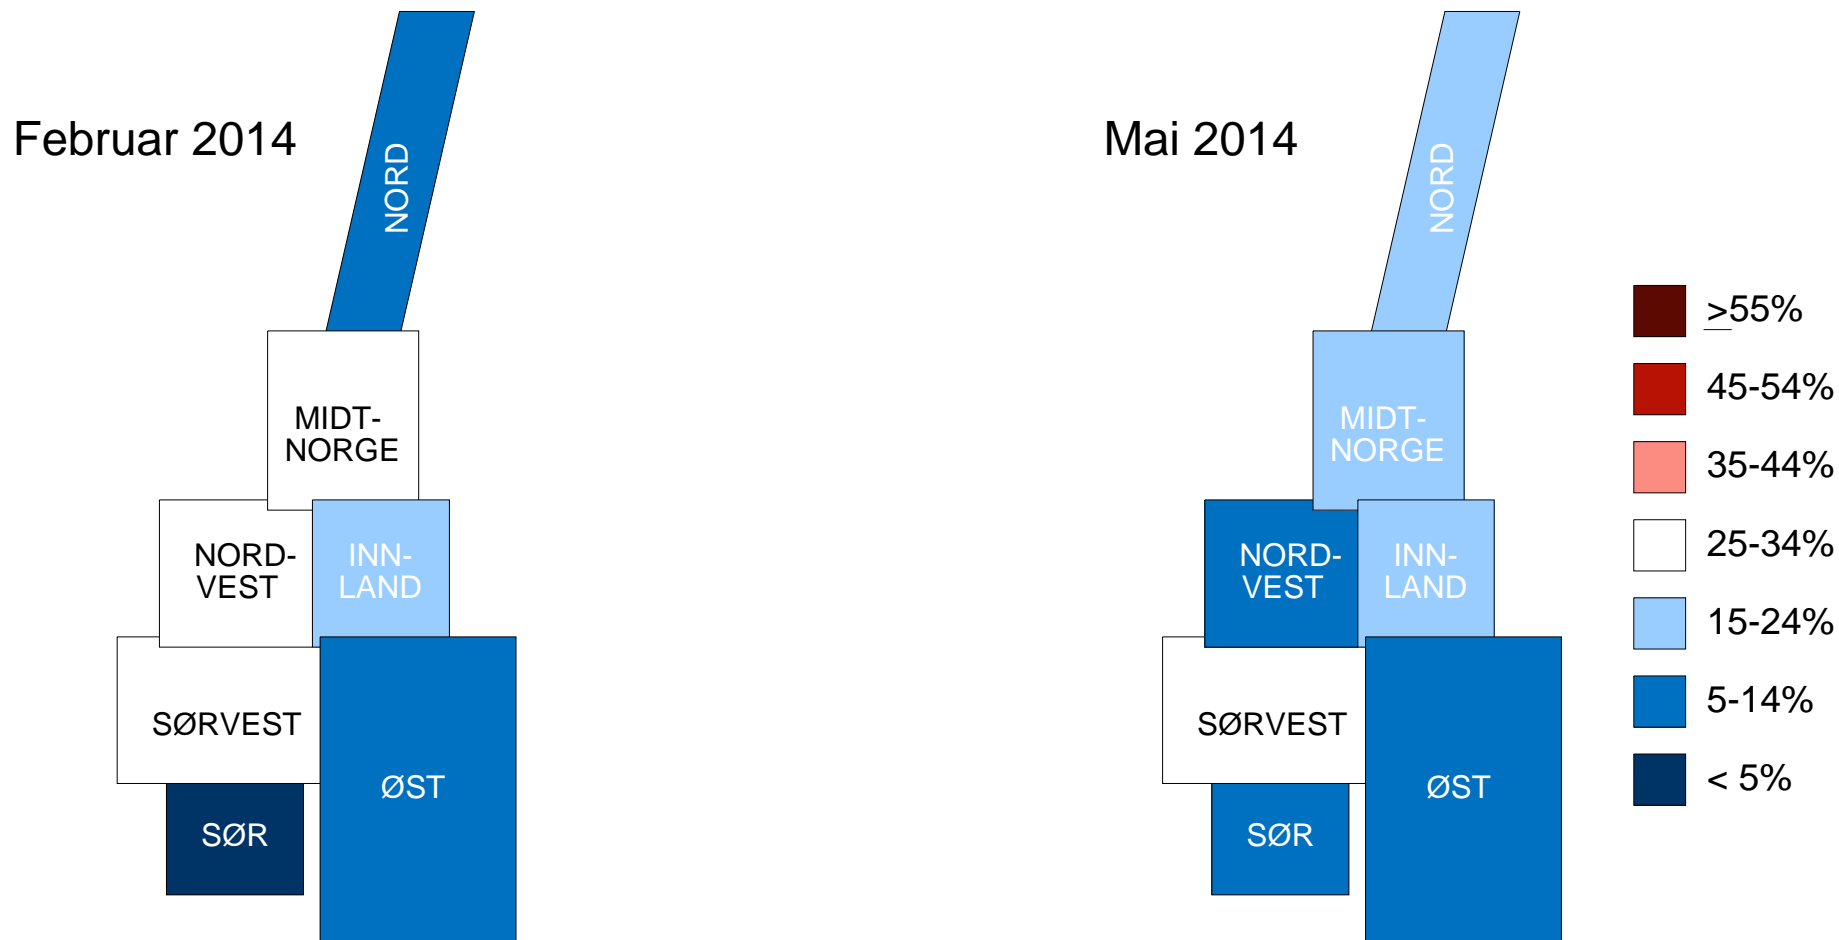 Februar 2014
NORD
MIDT-
NORGE
NORD-
VEST
INN-
LAND
SØRVEST
ØST
SØR
Mai 2014
NORD
MIDT-
NORGE
NORD-
VEST
INN-
LAND
SØRVEST
ØST
SØR
>55%
45-54%
35-44%
25-34%
15-24%
5-14%
< 5%